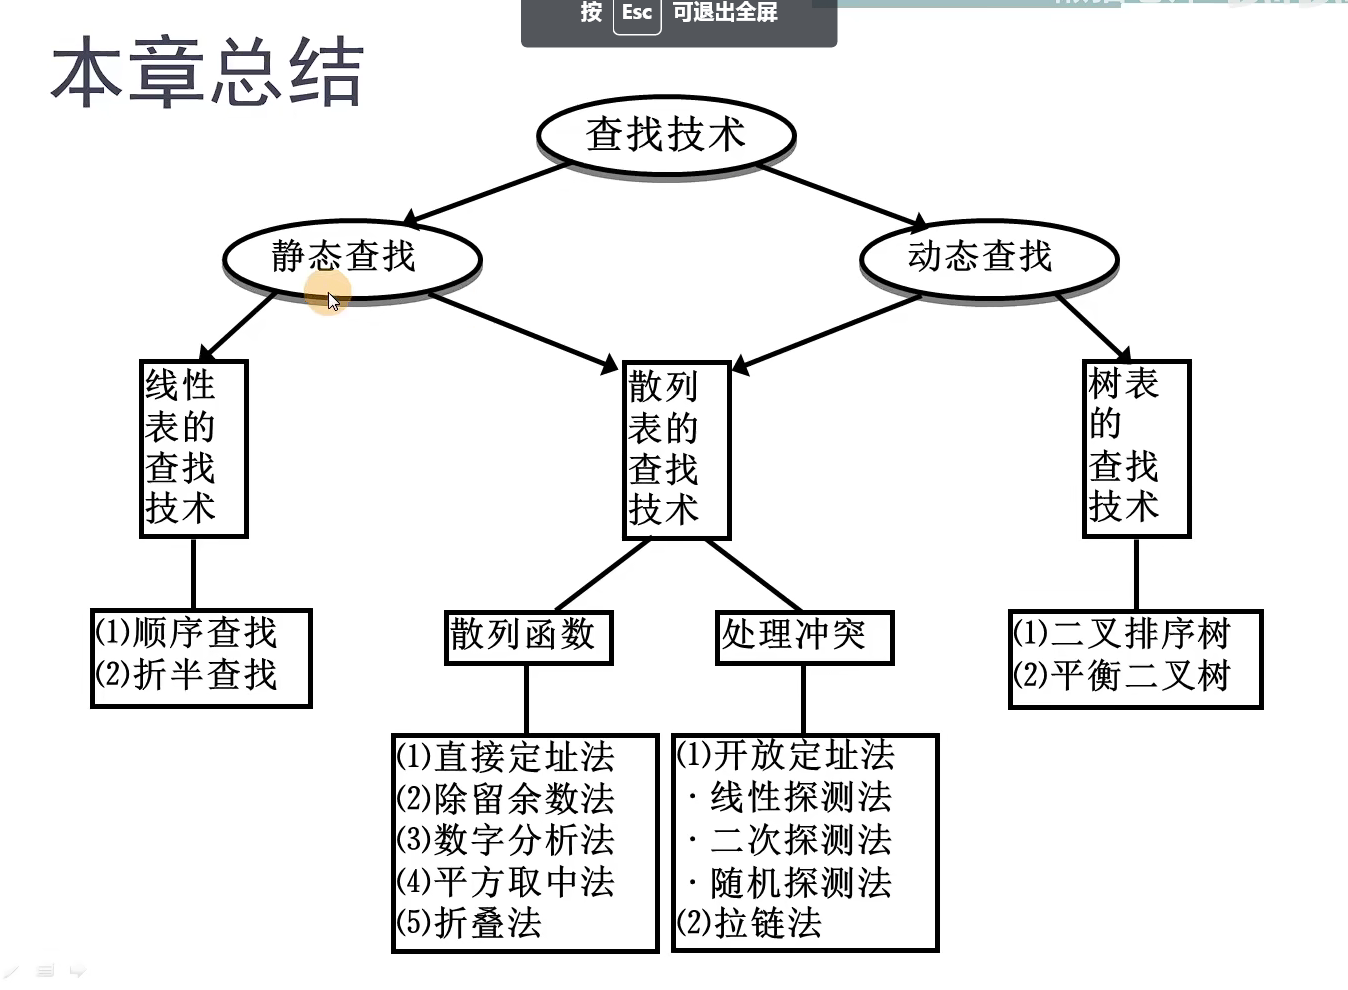 按 Esc 可退出全屏
本章总结
查找技术
静态查找
动态查找
线性
表的
查找
技术
散列
表的
查找
技术
树表
的
查找
技术
⑴顺序查找
⑵折半查找
散列函数
处理冲突
⑴二叉排序树
⑵平衡二叉树
⑴直接定址法
⑵除留余数法
⑶数字分析法
⑷平方取中法
⑸折叠法
⑴开放定址法
·线性探测法
·二次探测法
·随机探测法
⑵拉链法